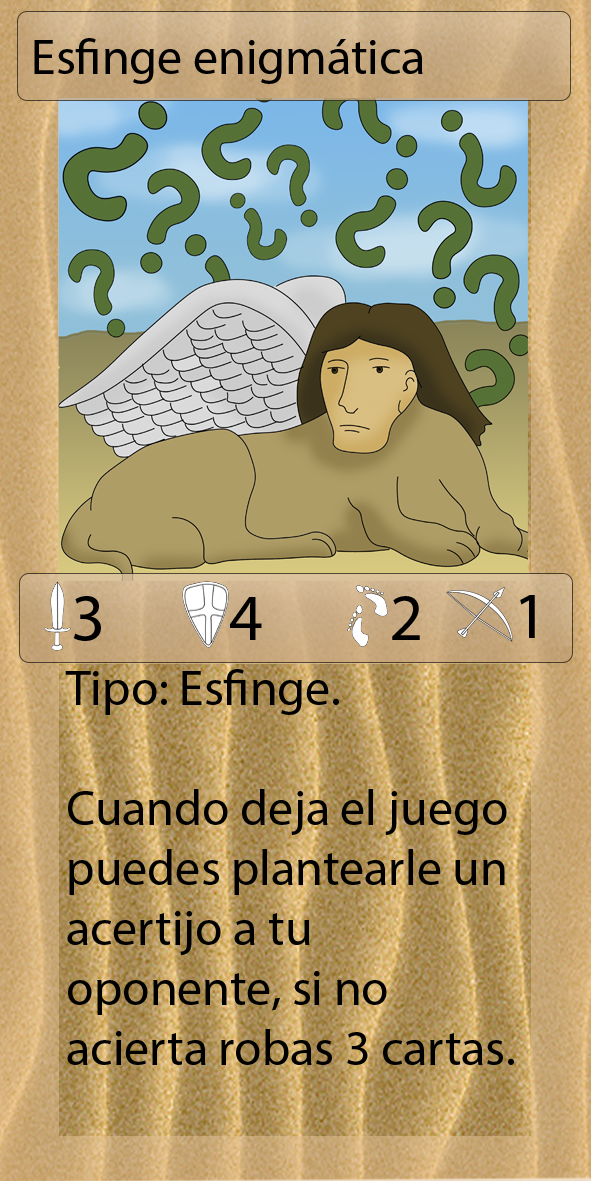 Esfinge enigmática
3 4 2 1
Tipo: Esfinge.
Cuando deja el juego
puedes plantearle un
acertijo a tu
oponente, si no
acierta robas 3 cartas.